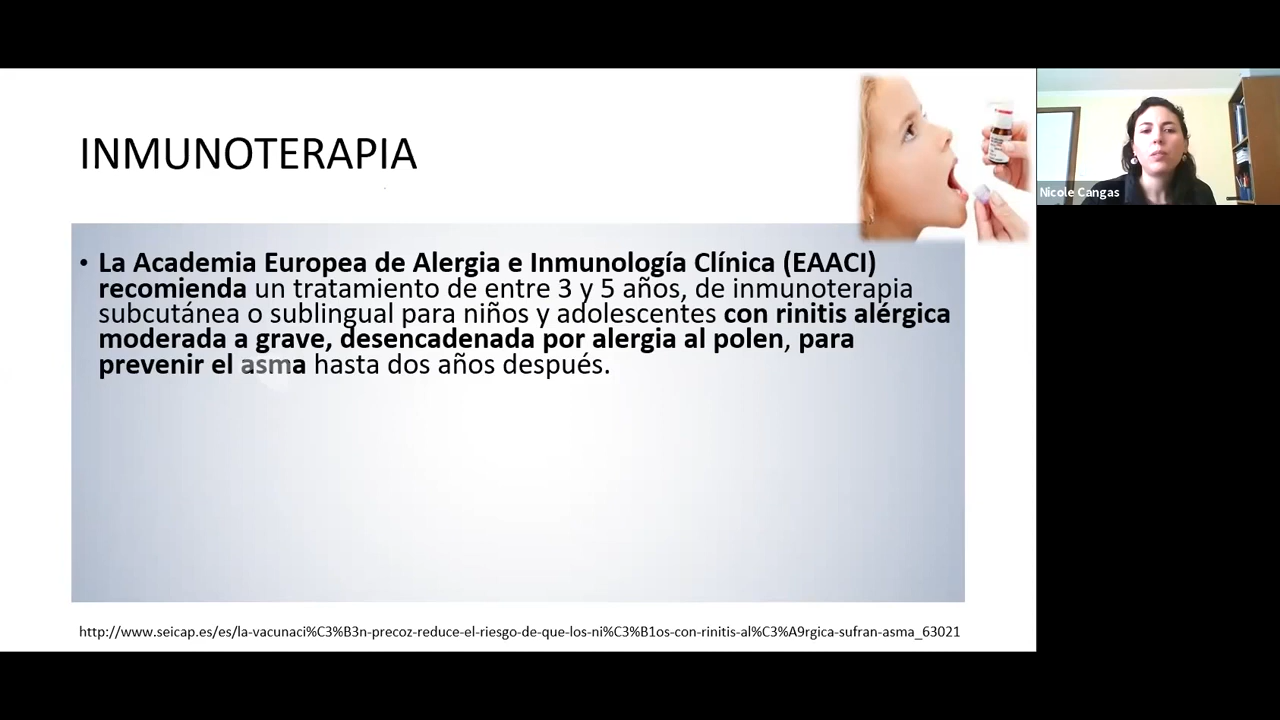 INMUNOTERAPIA
Nicole Cangas
• La Academia Europea de Alergia e Inmunología Clínica (EAACI)
recomienda un tratamiento de entre 3 y 5 años, de inmunoterapia
subcutánea o sublingual para niños y adolescentes con rinitis alérgica
moderada a grave, desencadenada por alergia al polen, para
prevenir el asma hasta dos años después.
http://www.seicap.es/es/la-vacunaci%C3%B3n-precoz-reduce-el-riesgo-de-que-los-ni%C3%B1os-con-rinitis-al%C3%A9rgica-sufran-asma_63021